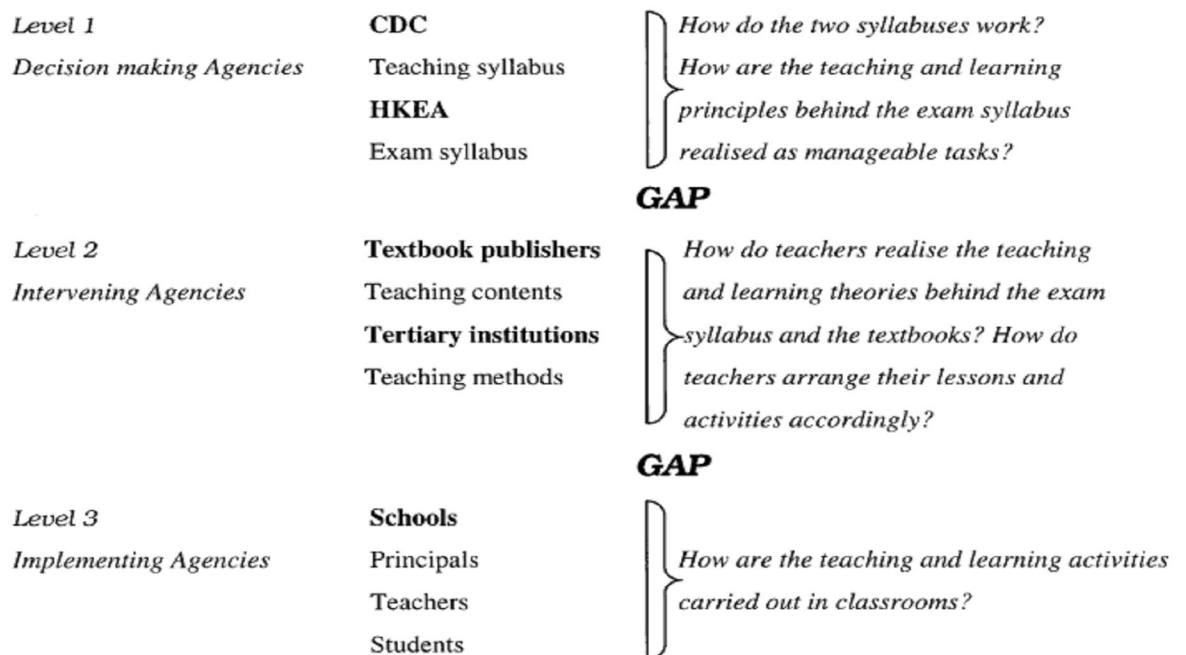 Level 1 CDC How do the two syllabuses work?
Decision making Agencies Teaching syllabus How are the teaching and learning
HKEA principles behind the exam syllabus
Exam syllabus realised as manageable tasks?
GAP
Level 2 Textbook publishers How do teachers realise the teaching
Intervening Agencies Teaching contents and learning theories behind the exam
Tertiary institutions syllabus and the textbooks? How do
Teaching methods teachers arrange their lessons and
activities accordingly?
GAP
Level 3 Schools
Implementing Agencies Principals How are the teaching and learning activities
Teachers carried out in classrooms?
Students